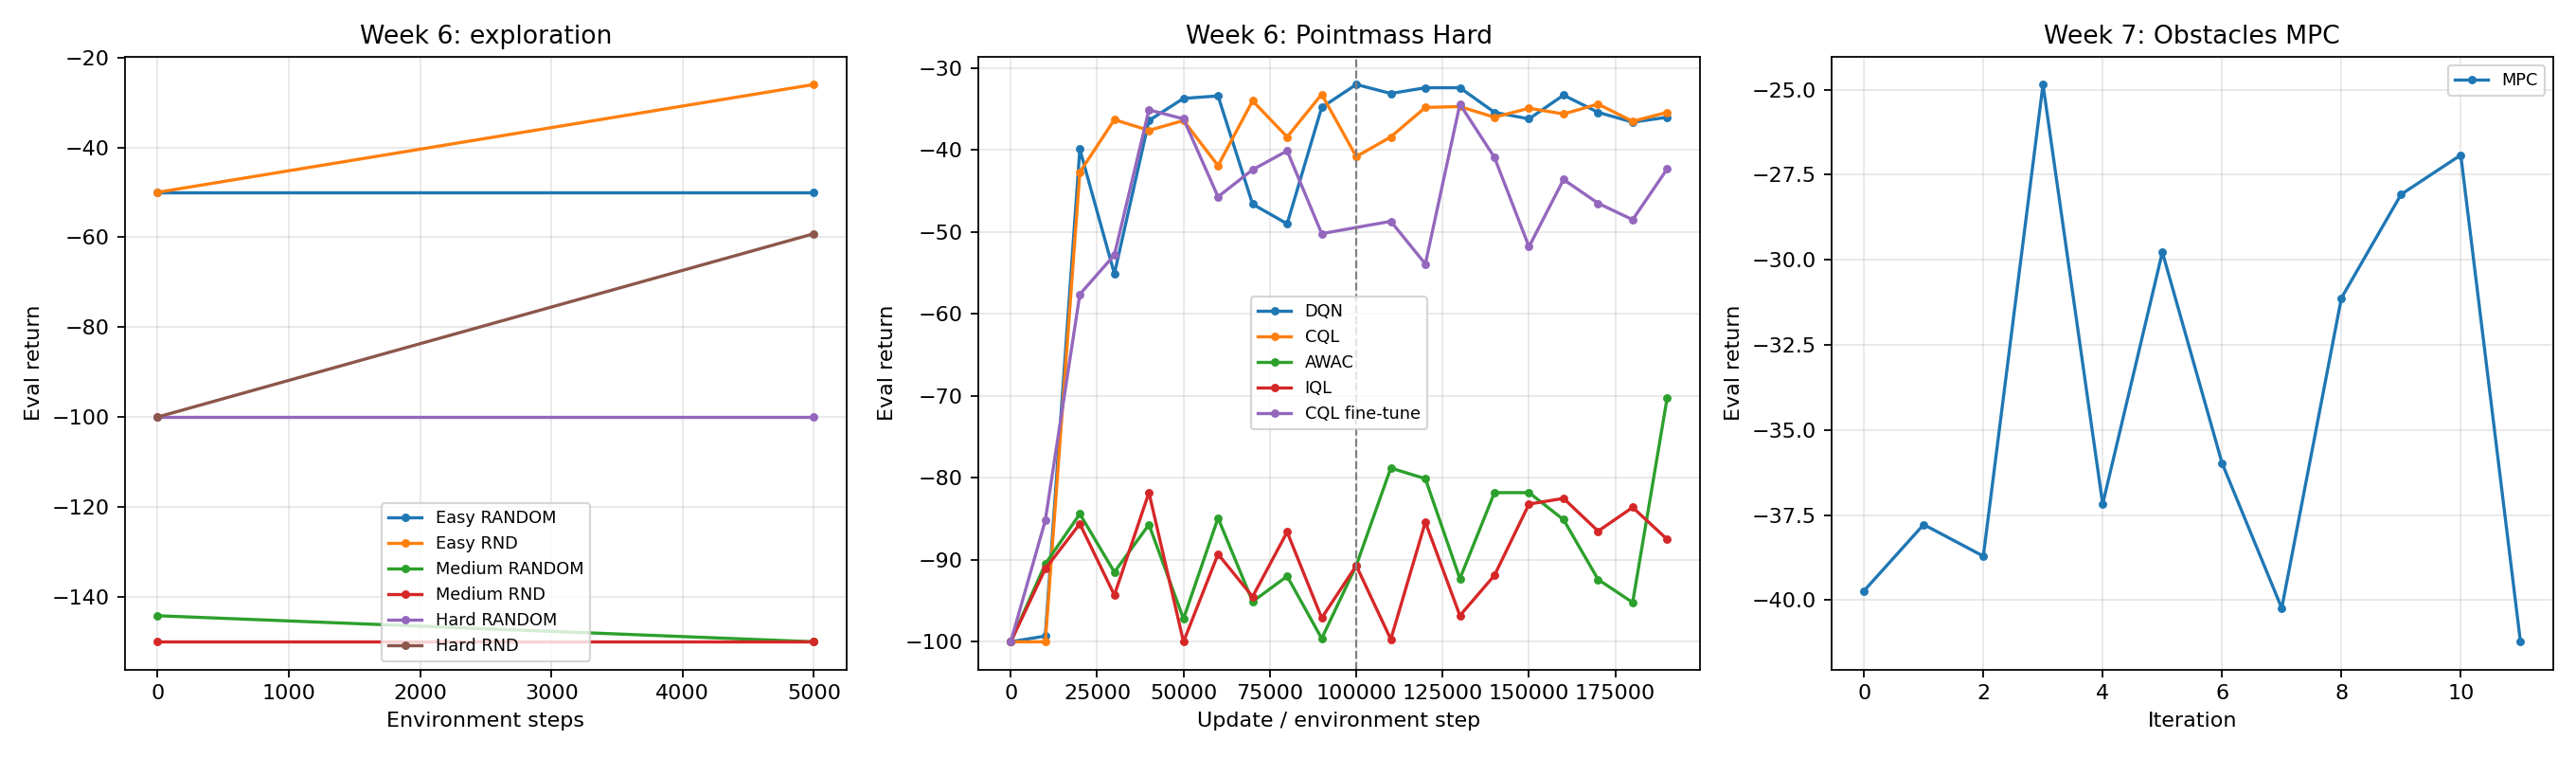 Week 6: exploration
Eval return
−20
−40
−60
−80
−100
−120
−140
Easy RANDOM
Easy RND
Medium RANDOM
Medium RND
Hard RANDOM
Hard RND
0 1000 2000 3000 4000 5000
Environment steps
Week 6: Pointmass Hard
Eval return
−30
−40
−50
−60
−70
−80
−90
−100
DQN
CQL
AWAC
IQL
CQL fine-tune
0 25000 50000 75000 100000 125000 150000 175000
Update / environment step
Week 7: Obstacles MPC
Eval return
−25.0
−27.5
−30.0
−32.5
−35.0
−37.5
−40.0
MPC
0 2 4 6 8 10
Iteration